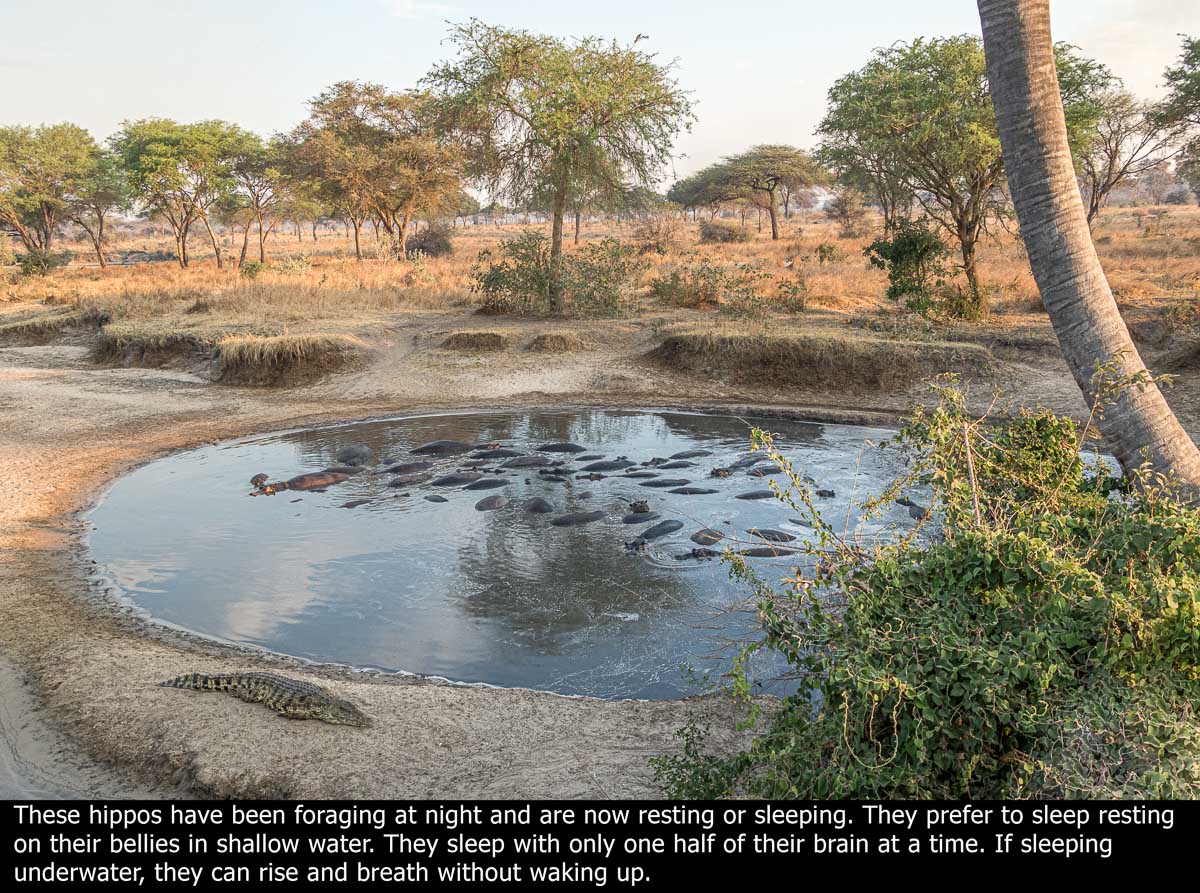 These hippos have been foraging at night and are now resting or sleeping. They prefer to sleep resting
on their bellies in shallow water. They sleep with only one half of their brain at a time. If sleeping
underwater, they can rise and breath without waking up.